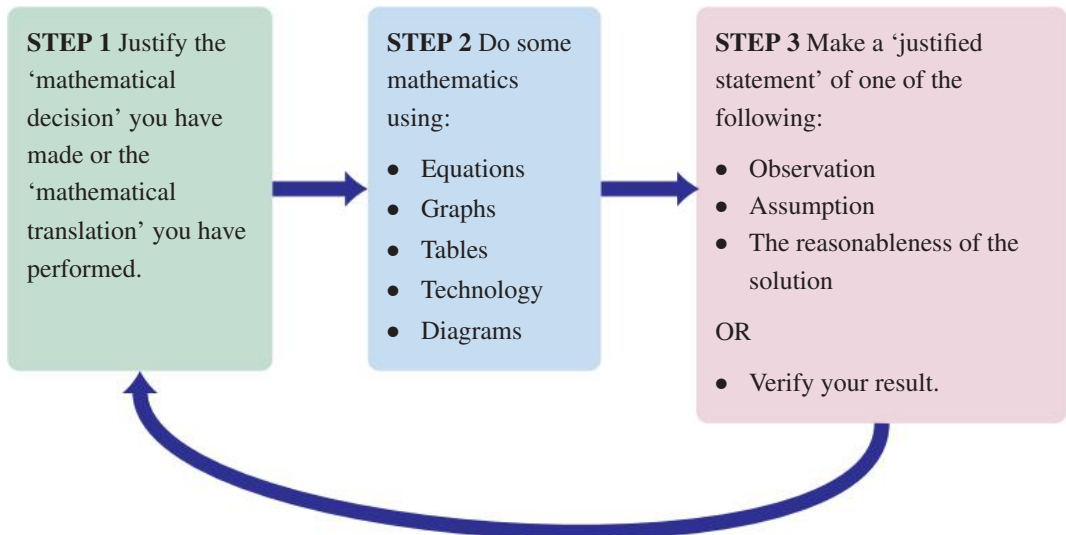 STEP 1 Justify the
‘mathematical
decision’ you have
made or the
‘mathematical
translation’ you have
performed.
STEP 2 Do some
mathematics
using:
• Equations
• Graphs
• Tables
• Technology
• Diagrams
STEP 3 Make a ‘justified
statement’ of one of the
following:
• Observation
• Assumption
• The reasonableness of the
solution
OR
• Verify your result.